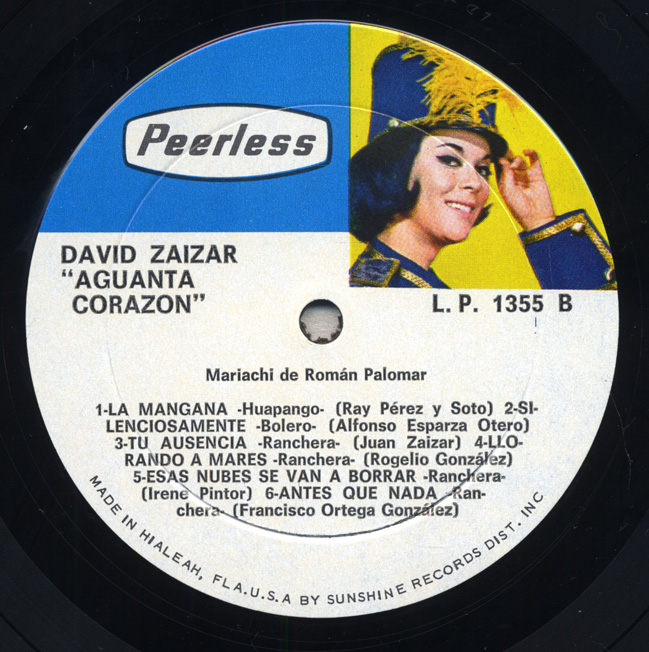 Peerless
DAVID ZAIZAR
"AGUANTA
CORAZON"
L. P. 1355 B
Mariachi de Román Palomar
1-LA MANGANA -Huapango- (Ray Pérez y Soto) 2-SI-
LENCIOSAMENTE -Bolero- (Alfonso Esparza Otero)
3-TU AUSENCIA -Ranchera- (Juan Zaizar) 4-LLO-
RANDO A MARES -Ranchera- (Rogelio González)
5-ESAS NUBES SE VAN A BORRAR -Ranchera-
(Irene Pintor) 6-ANTES QUE NADA -Ran-
chera- (Francisco Ortega González)
MADE IN HIALEAH, FLA.U.S.A BY SUNSHINE RECORDS DIST. INC